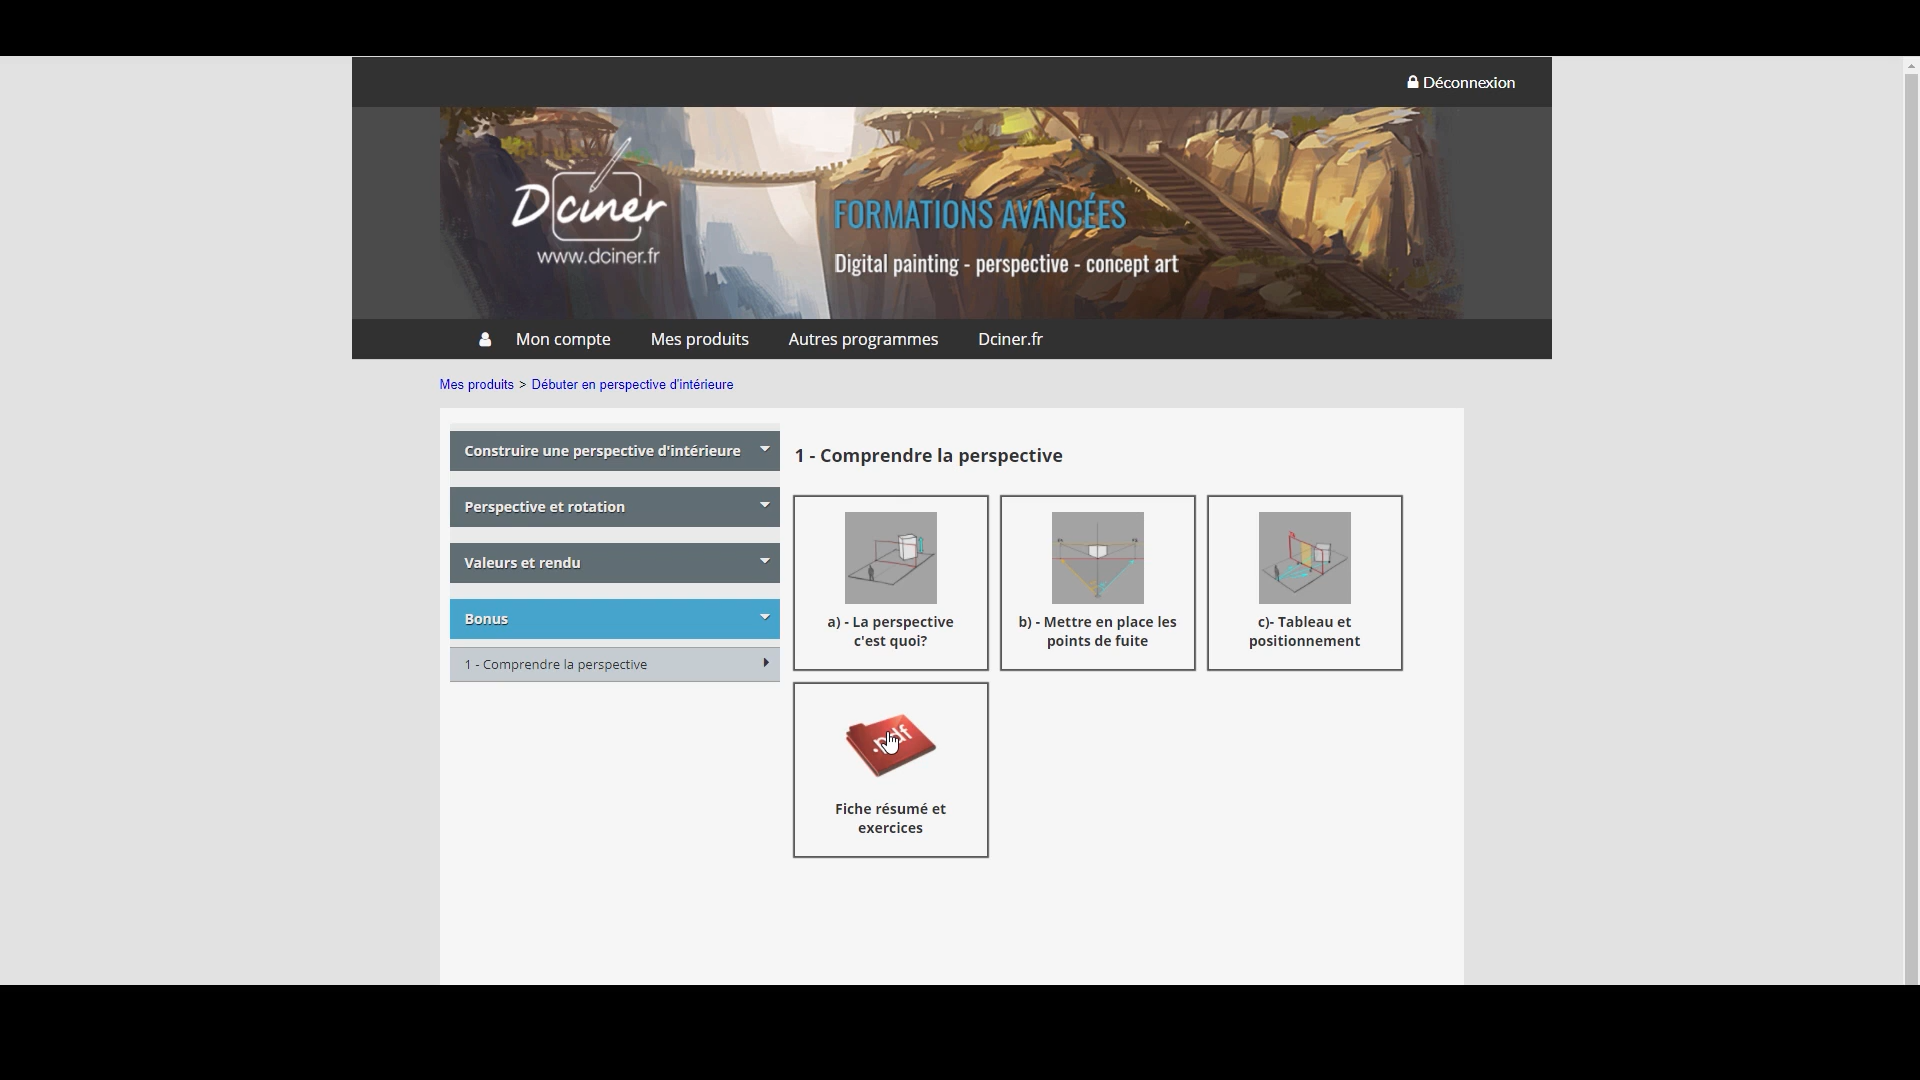 Déconnexion
Dciner
www.dciner.fr
FORMATIONS AVANCÉES
Digital painting - perspective - concept art
Mon compte Mes produits Autres programmes Dciner.fr
Mes produits > Débuter en perspective d'intérieure
Construire une perspective d'intérieure
Perspective et rotation
Valeurs et rendu
Bonus
1 - Comprendre la perspective
1 - Comprendre la perspective
a) - La perspective
c'est quoi?
b) - Mettre en place les
points de fuite
c)- Tableau et
positionnement
.pdf
Fiche résumé et
exercices